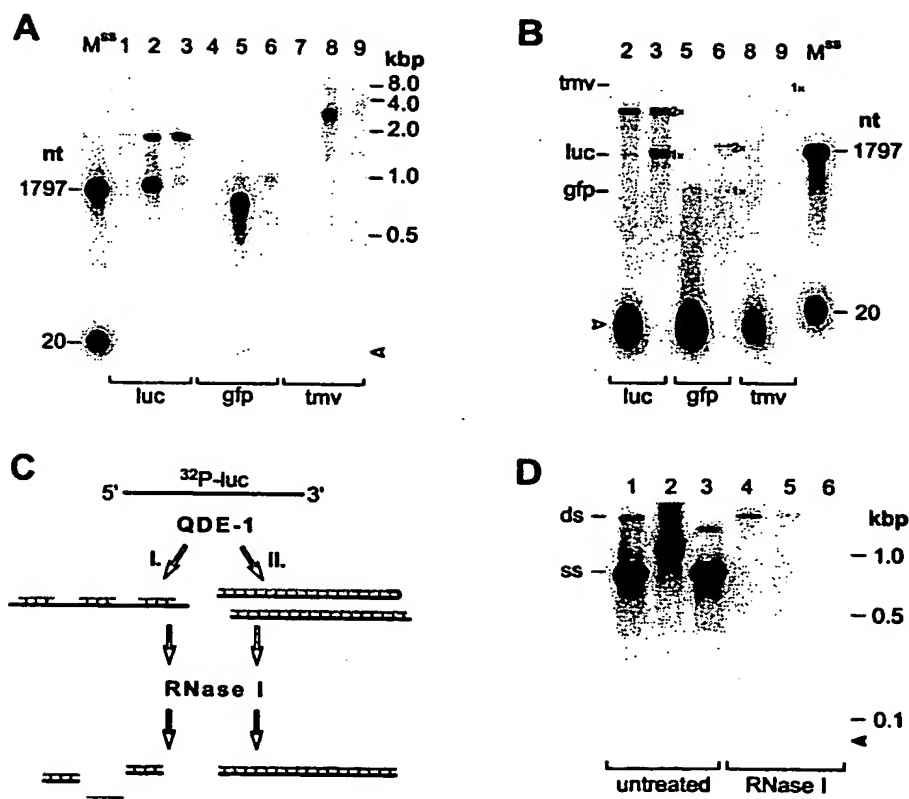 A
M^ss 1 2 3 4 5 6 7 8 9
kbp
8.0
4.0
2.0
nt
1797
1.0
0.5
20
luc gfp tmv
B
2 3 5 6 8 9 M^ss
tmv
1x
2x
nt
luc
1x
2x
1797
gfp
1x
20
luc gfp tmv
C
³²P-luc
5' 3'
QDE-1
I. II.
RNase I
D
1 2 3 4 5 6
ds
kbp
1.0
ss
0.5
0.1
untreated RNase I